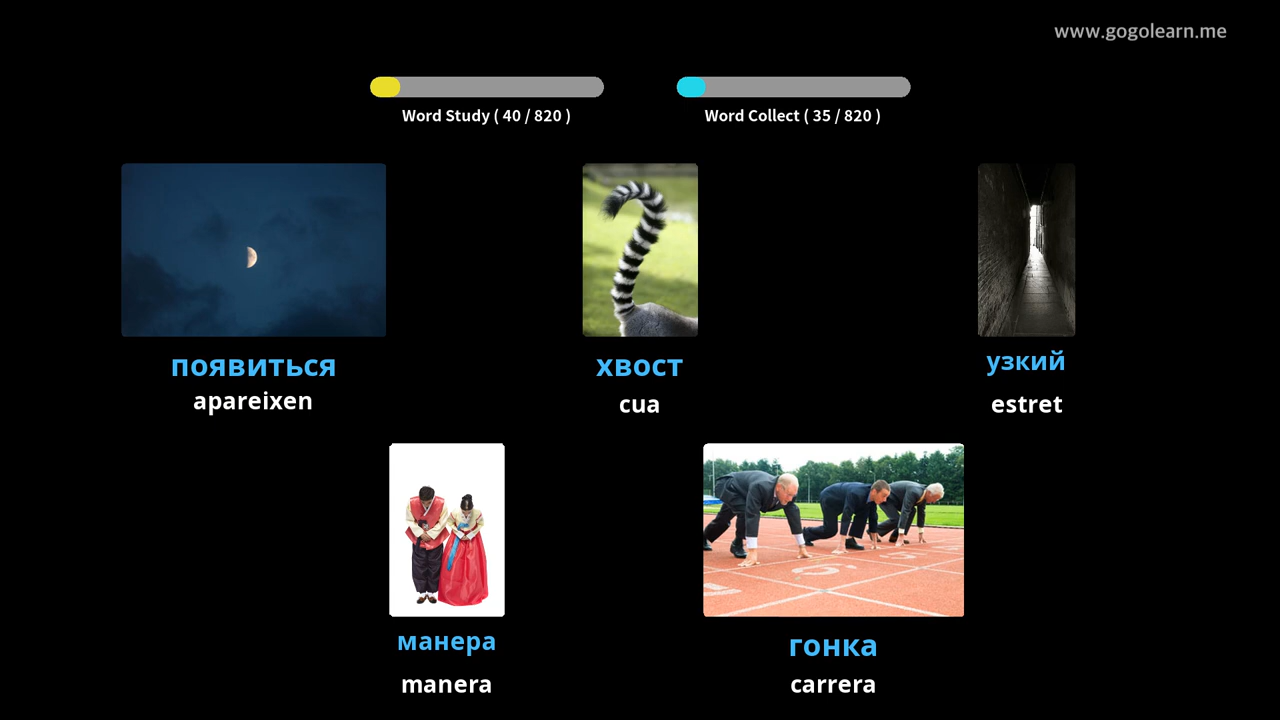 www.gogolearn.me
Word Study ( 40 / 820 )
Word Collect ( 35 / 820 )
появиться
apareixen
хвост
cua
узкий
estret
манера
manera
гонка
carrera